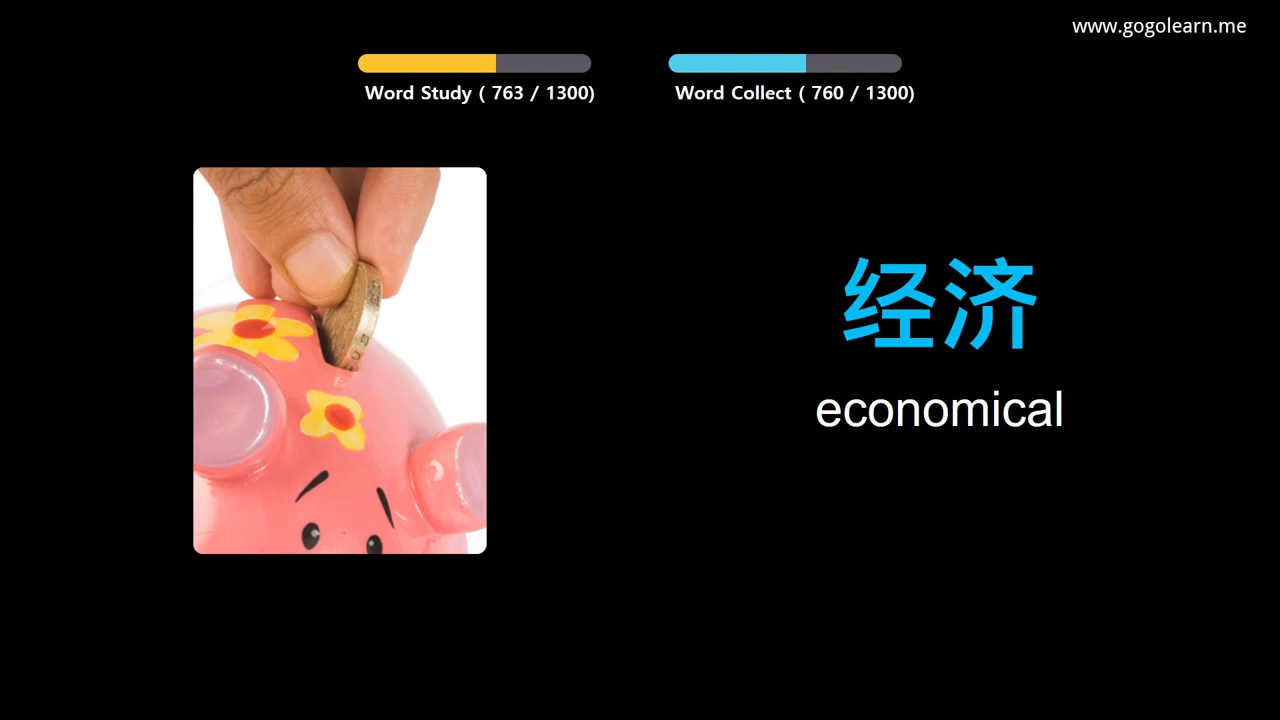 www.gogolearn.me
Word Study ( 763 / 1300)
Word Collect ( 760 / 1300)
经济
economical